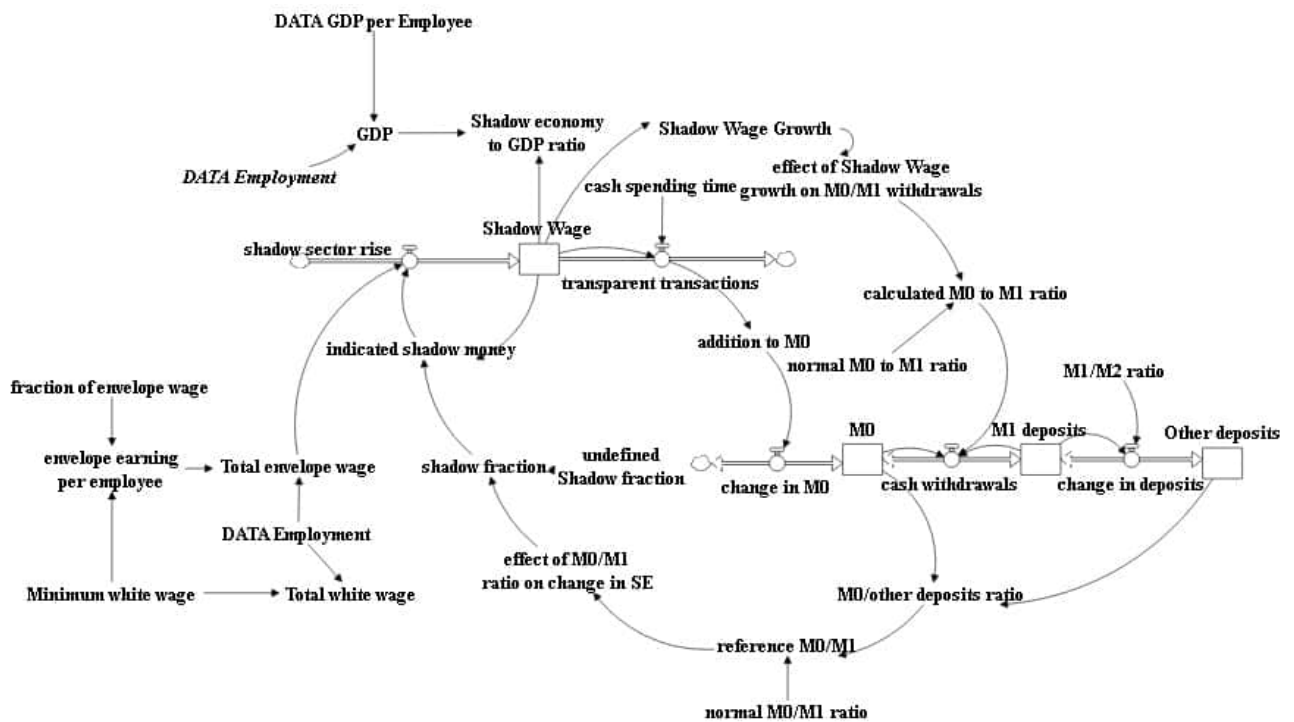 DATA GDP per Employee
GDP
Shadow economy
to GDP ratio
Shadow Wage Growth
DATA Employment
effect of Shadow Wage
growth on M0/M1 withdrawals
cash spending time
Shadow Wage
shadow sector rise
transparent transactions
calculated M0 to M1 ratio
indicated shadow money
addition to M0
normal M0 to M1 ratio
M1/M2 ratio
fraction of envelope wage
M0
M1 deposits
Other deposits
envelope earning
per employee
Total envelope wage
shadow fraction
undefined
Shadow fraction
change in M0
cash withdrawals
change in deposits
DATA Employment
effect of M0/M1
ratio on change in SE
Minimum white wage
Total white wage
M0/other deposits ratio
reference M0/M1
normal M0/M1 ratio